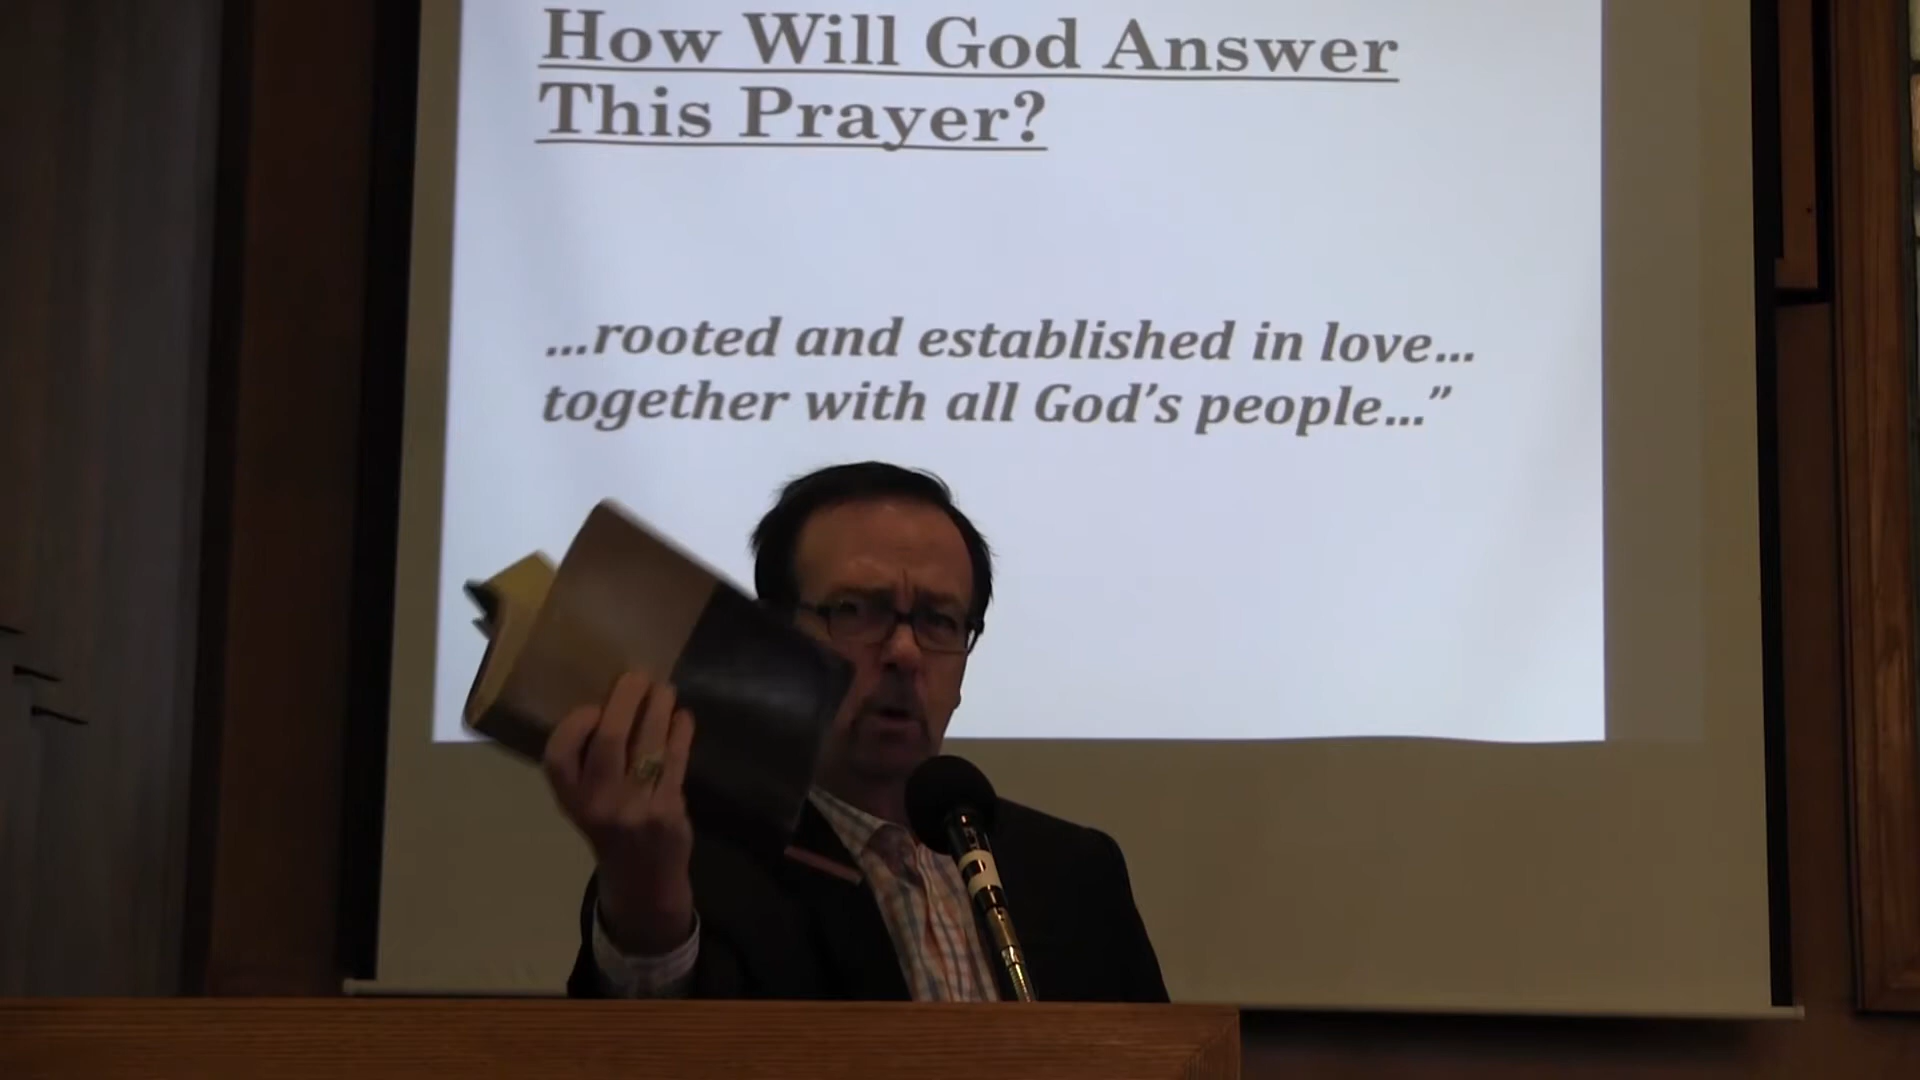 How Will God Answer
This Prayer?
...rooted and established in love...
together with all God's people..."